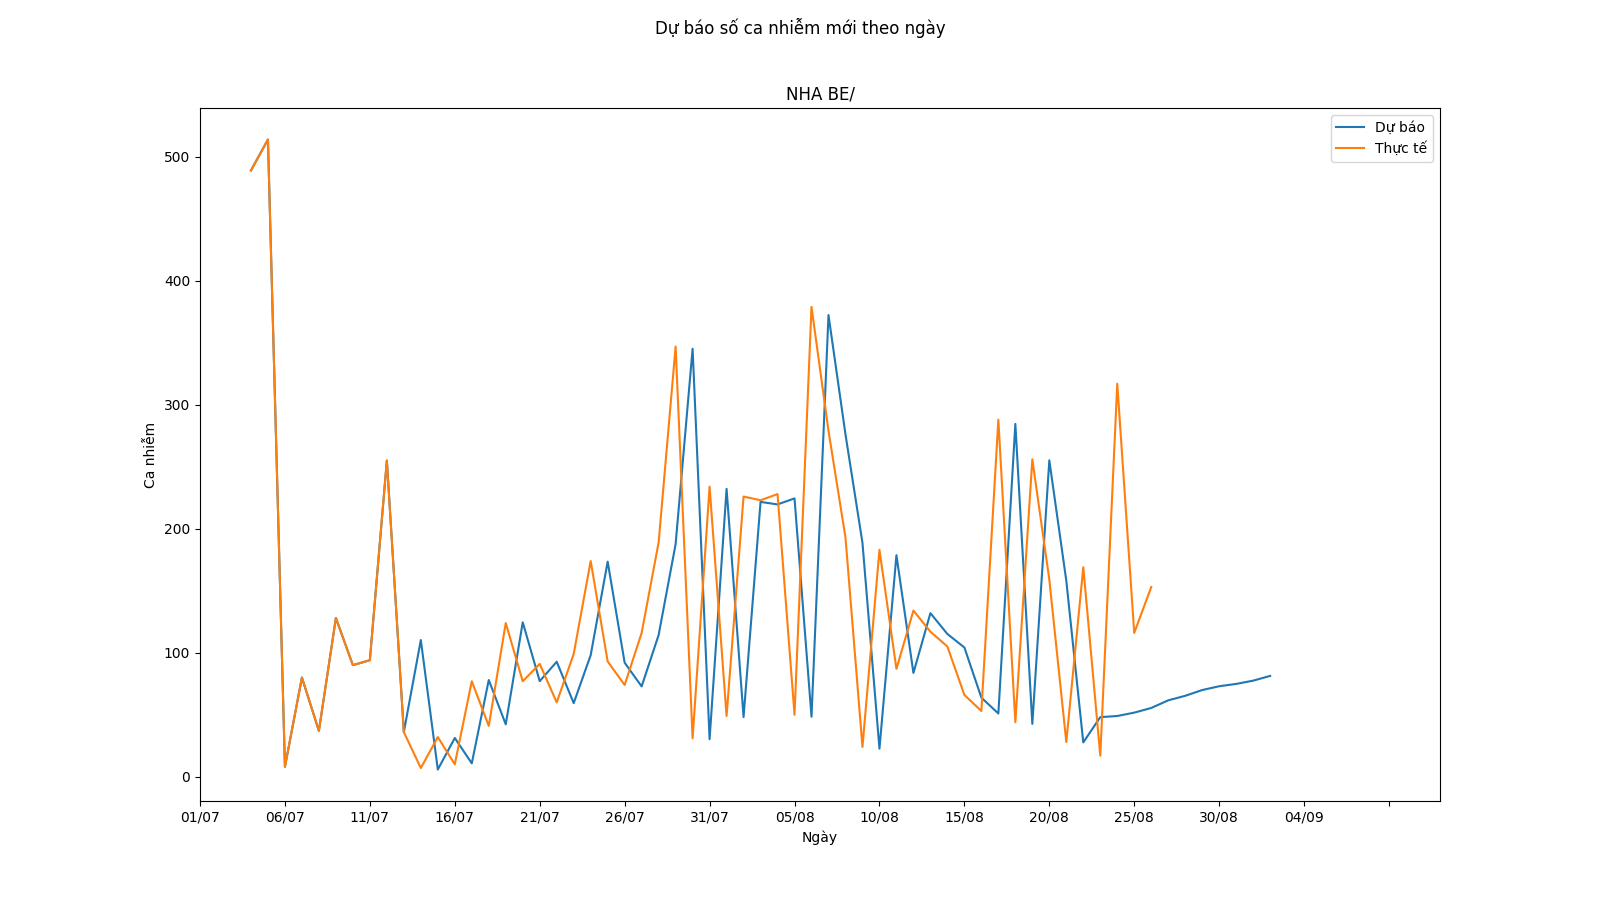 Dự báo số ca nhiễm mới theo ngày
NHA BE/
Dự báo
Thực tế
500
400
300
200
100
0
Ca nhiễm
01/07 06/07 11/07 16/07 21/07 26/07 31/07 05/08 10/08 15/08 20/08 25/08 30/08 04/09
Ngày